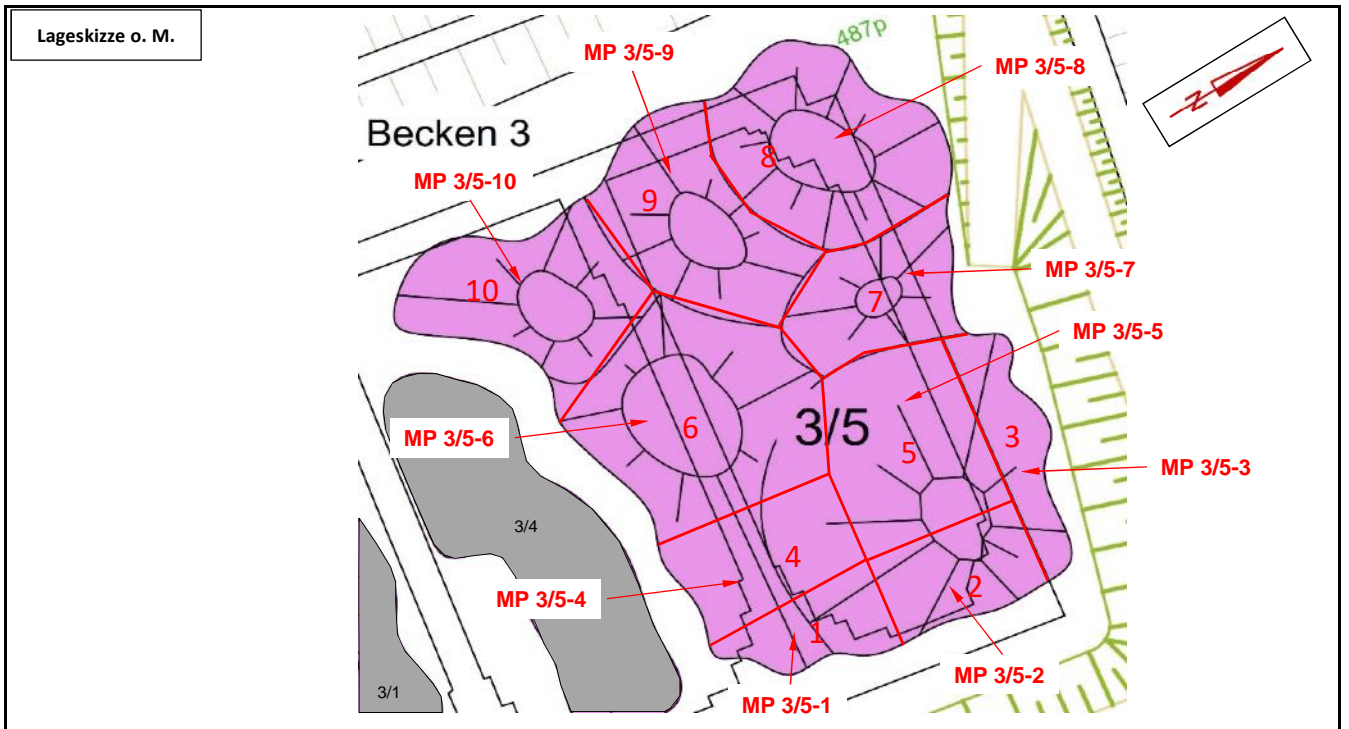 Lageskizze o. M.
487p
MP 3/5-9
MP 3/5-8
N
Becken 3
8
MP 3/5-10
9
MP 3/5-7
10
7
MP 3/5-5
3/5
MP 3/5-6
6
5
3
MP 3/5-3
3/4
4
MP 3/5-4
2
1
MP 3/5-2
3/1
MP 3/5-1